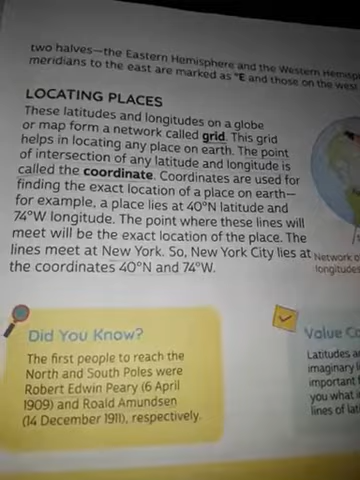 two halves—the Eastern Hemisphere and the Western
meridians to the east are marked as °E and those on the west
LOCATING PLACES
These latitudes and longitudes on a globe
or map form a network called grid. This grid
helps in locating any place on earth. The point
of intersection of any latitude and longitude is
called the coordinate. Coordinates are used for
finding the exact location of a place on earth—
for example, a place lies at 40°N latitude and
74°W longitude. The point where these lines will
meet will be the exact location of the place. The
lines meet at New York. So, New York City lies at
the coordinates 40°N and 74°W.
Network o
longitudes
Did You Know?
The first people to reach the
North and South Poles were
Robert Edwin Peary (6 April
1909) and Roald Amundsen
(14 December 1911), respectively.
Value Co
Latitudes a
imaginary l
important
you what i
lines of lat